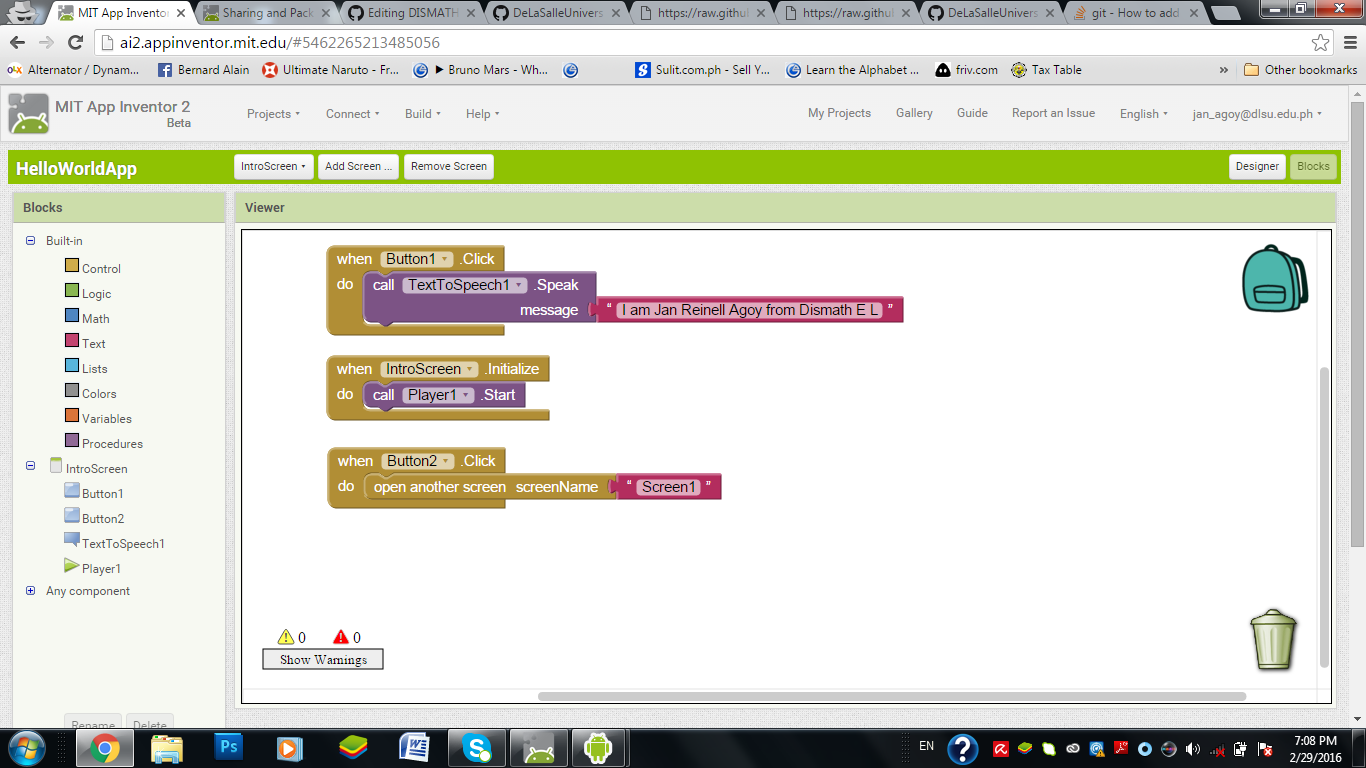 MIT App Inventor
Sharing and Pack
Editing DISMATH
DeLaSalleUnivers
https://raw.githu
https://raw.githu
DeLaSalleUnivers
git - How to add
ai2.appinventor.mit.edu/#5462265213485056
Alternator / Dynam...
Bernard Alain
Ultimate Naruto - Fr...
► Bruno Mars - Wh...
Sulit.com.ph - Sell Y...
Learn the Alphabet ...
friv.com
Tax Table
»
Other bookmarks
MIT App Inventor 2
Beta
Projects
Connect
Build
Help
My Projects
Gallery
Guide
Report an Issue
English
jan_agoy@dlsu.edu.ph
HelloWorldApp
IntroScreen
Add Screen ...
Remove Screen
Designer
Blocks
Blocks
Viewer
Built-in
Control
Logic
Math
Text
Lists
Colors
Variables
Procedures
IntroScreen
Button1
Button2
TextToSpeech1
Player1
Any component
Rename
Delete
when Button1 .Click
do call TextToSpeech1 .Speak
message “ I am Jan Reinell Agoy from Dismath E L ”
when IntroScreen .Initialize
do call Player1 .Start
when Button2 .Click
do open another screen screenName “ Screen1 ”
0 0
Show Warnings
EN
7:08 PM
2/29/2016